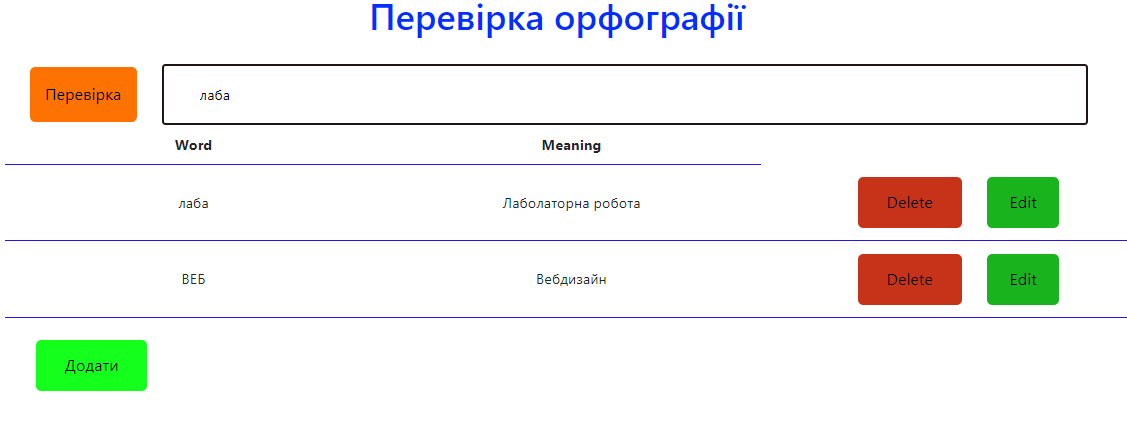 Перевірка орфографії
Перевірка лаба
Word Meaning
лаба Лаболаторна робота Delete Edit
ВЕБ Вебдизайн Delete Edit
Додати